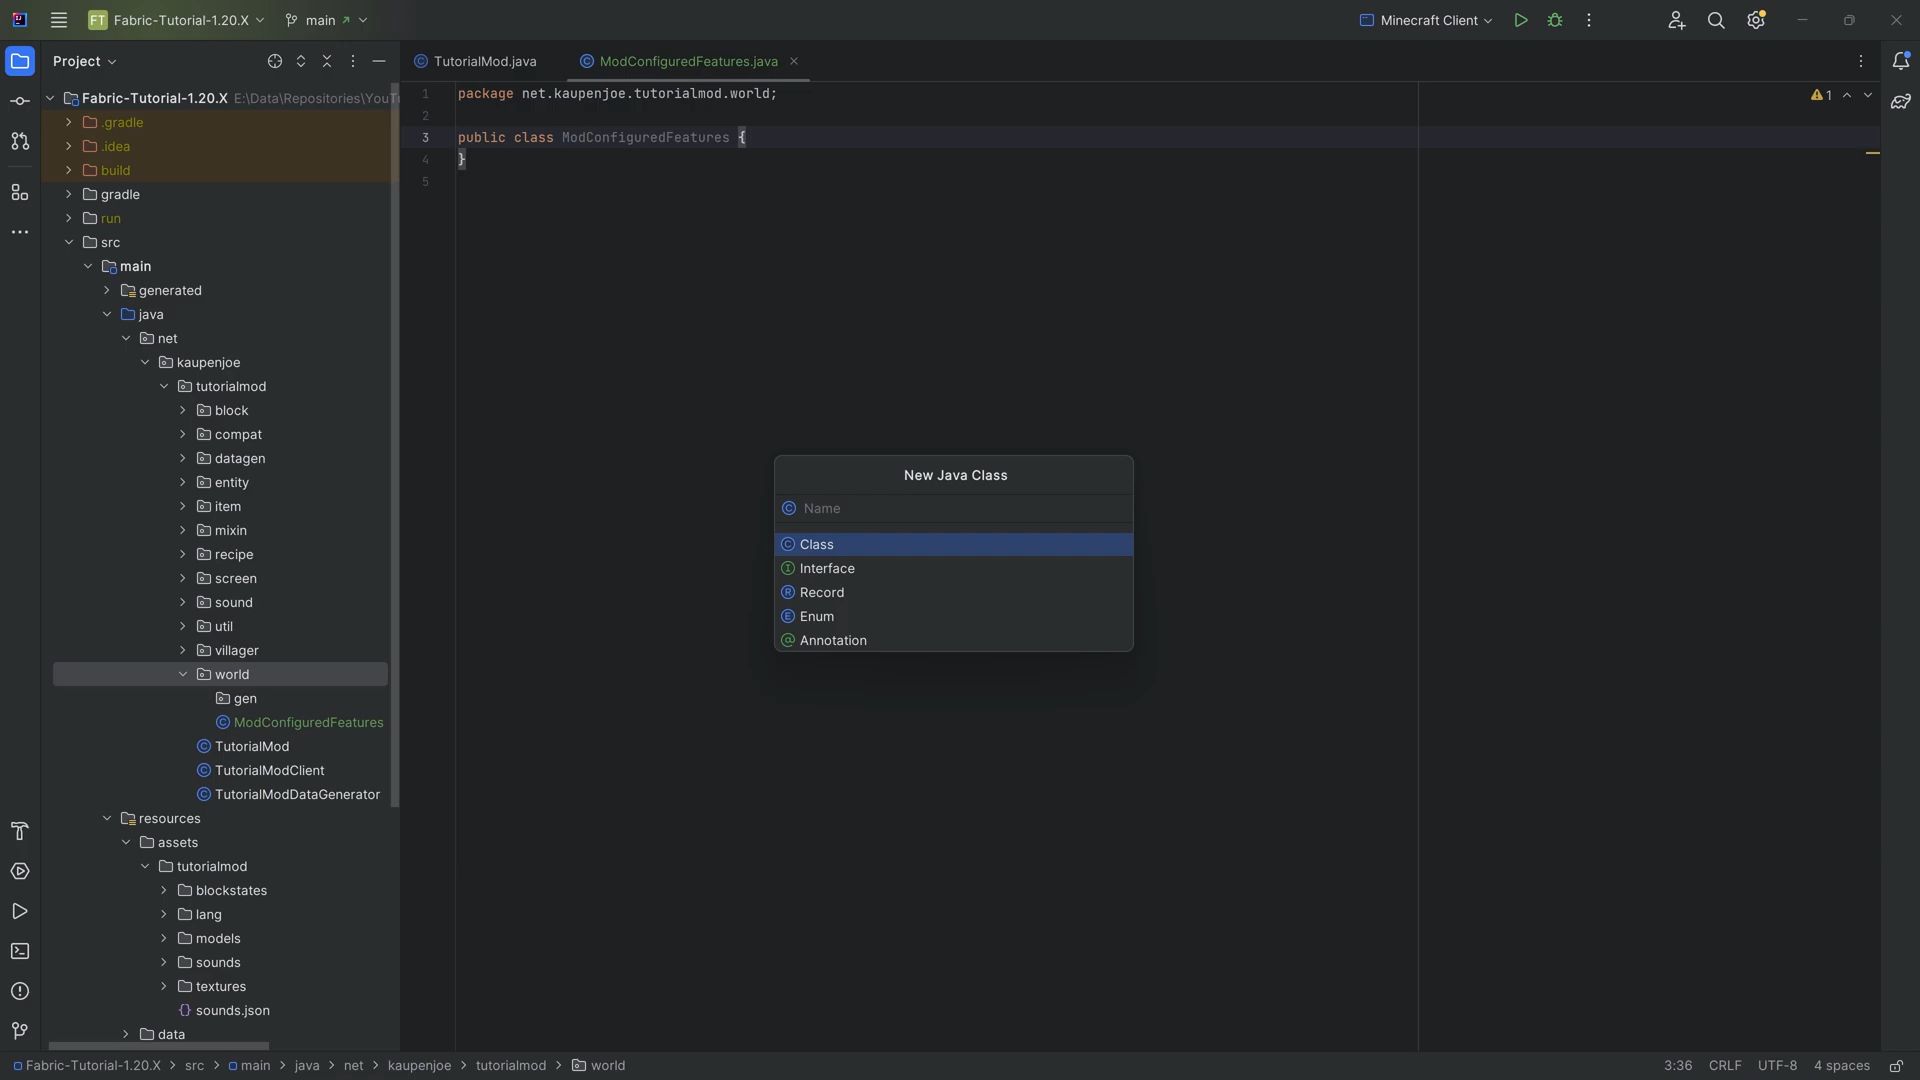 FT Fabric-Tutorial-1.20.X main Minecraft Client
Project
TutorialMod.java ModConfiguredFeatures.java
Fabric-Tutorial-1.20.X E:\Data\Repositories\YouT
.gradle
.idea
build
gradle
run
src
main
generated
java
net
kaupenjoe
tutorialmod
block
compat
datagen
entity
item
mixin
recipe
screen
sound
util
villager
world
gen
ModConfiguredFeatures
TutorialMod
TutorialModClient
TutorialModDataGenerator
resources
assets
tutorialmod
blockstates
lang
models
sounds
textures
sounds.json
data
1 package net.kaupenjoe.tutorialmod.world;
2
3 public class ModConfiguredFeatures {
4 }
5
1
New Java Class
Name
Class
Interface
Record
Enum
Annotation
Fabric-Tutorial-1.20.X > src > main > java > net > kaupenjoe > tutorialmod > world
3:36 CRLF UTF-8 4 spaces